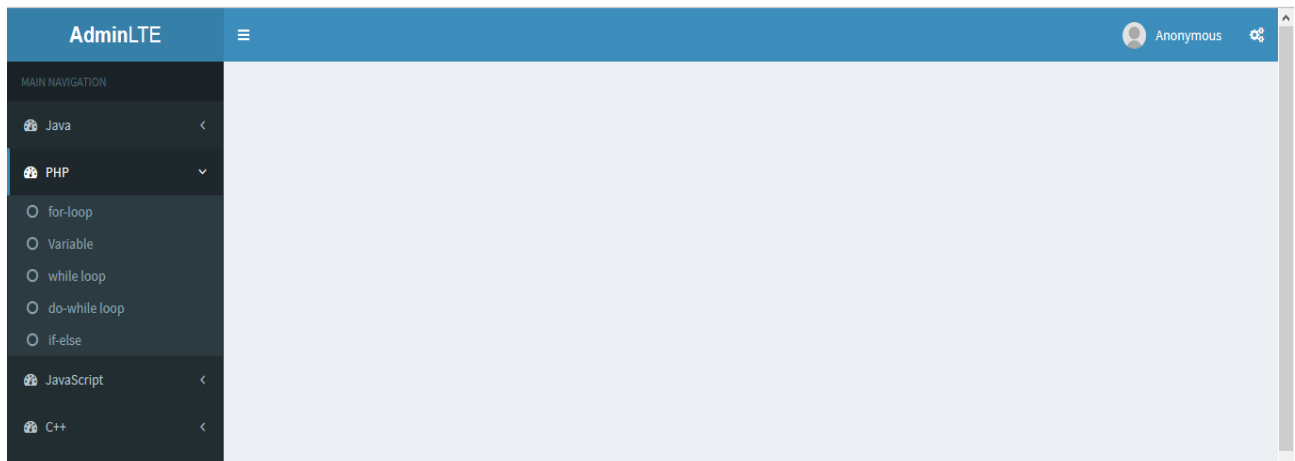 AdminLTE
Anonymous
MAIN NAVIGATION
Java
PHP
for-loop
Variable
while loop
do-while loop
if-else
JavaScript
C++